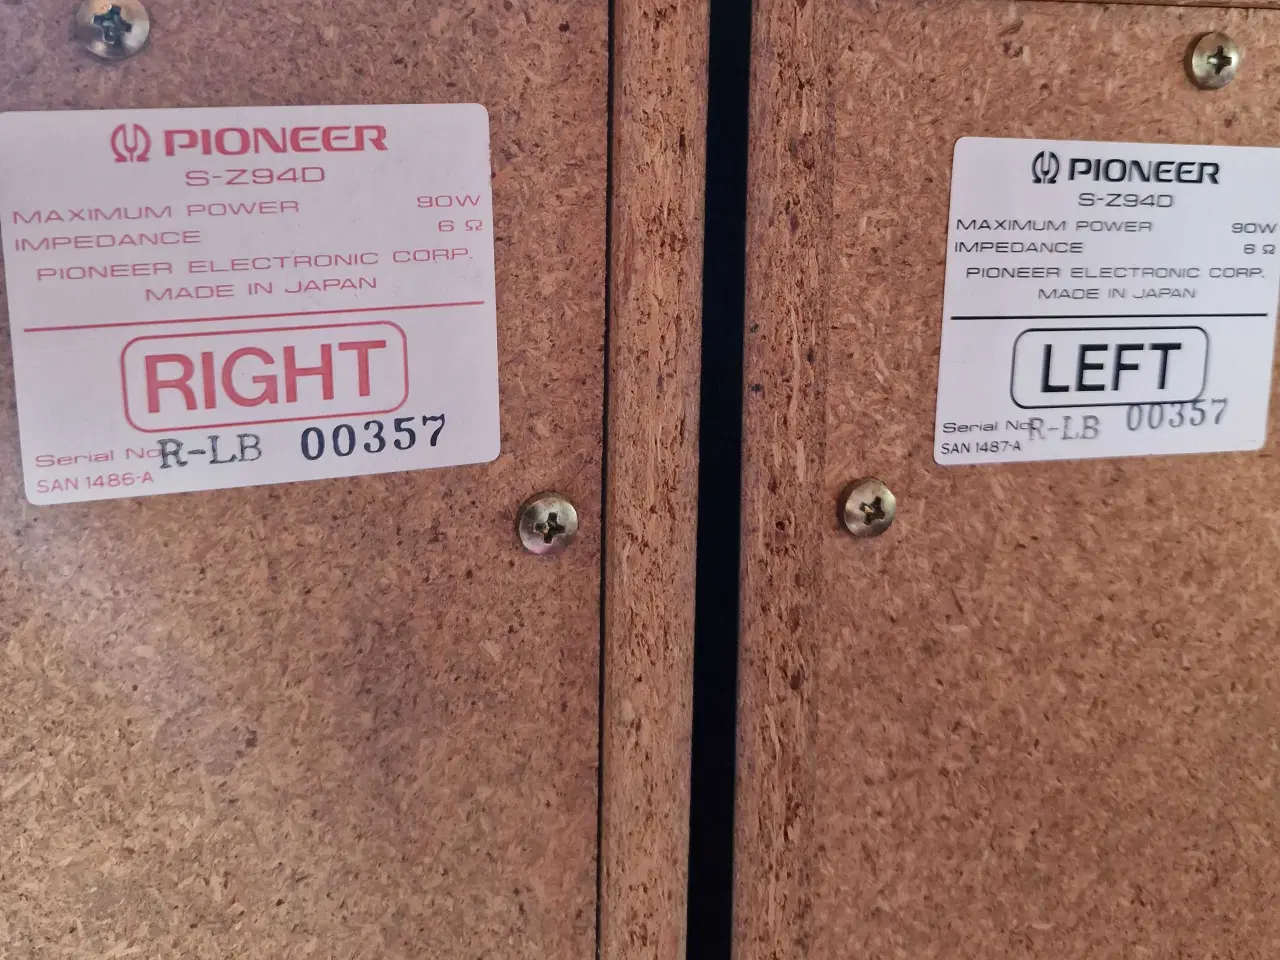 PIONEER
S-Z94D
MAXIMUM POWER 90W
IMPEDANCE 6 Ω
PIONEER ELECTRONIC CORP.
MADE IN JAPAN
RIGHT
Serial No R-LB 00357
SAN 1486-A
PIONEER
S-Z94D
MAXIMUM POWER 90W
IMPEDANCE 6 Ω
PIONEER ELECTRONIC CORP.
MADE IN JAPAN
LEFT
Serial No R-LB 00357
SAN 1487-A